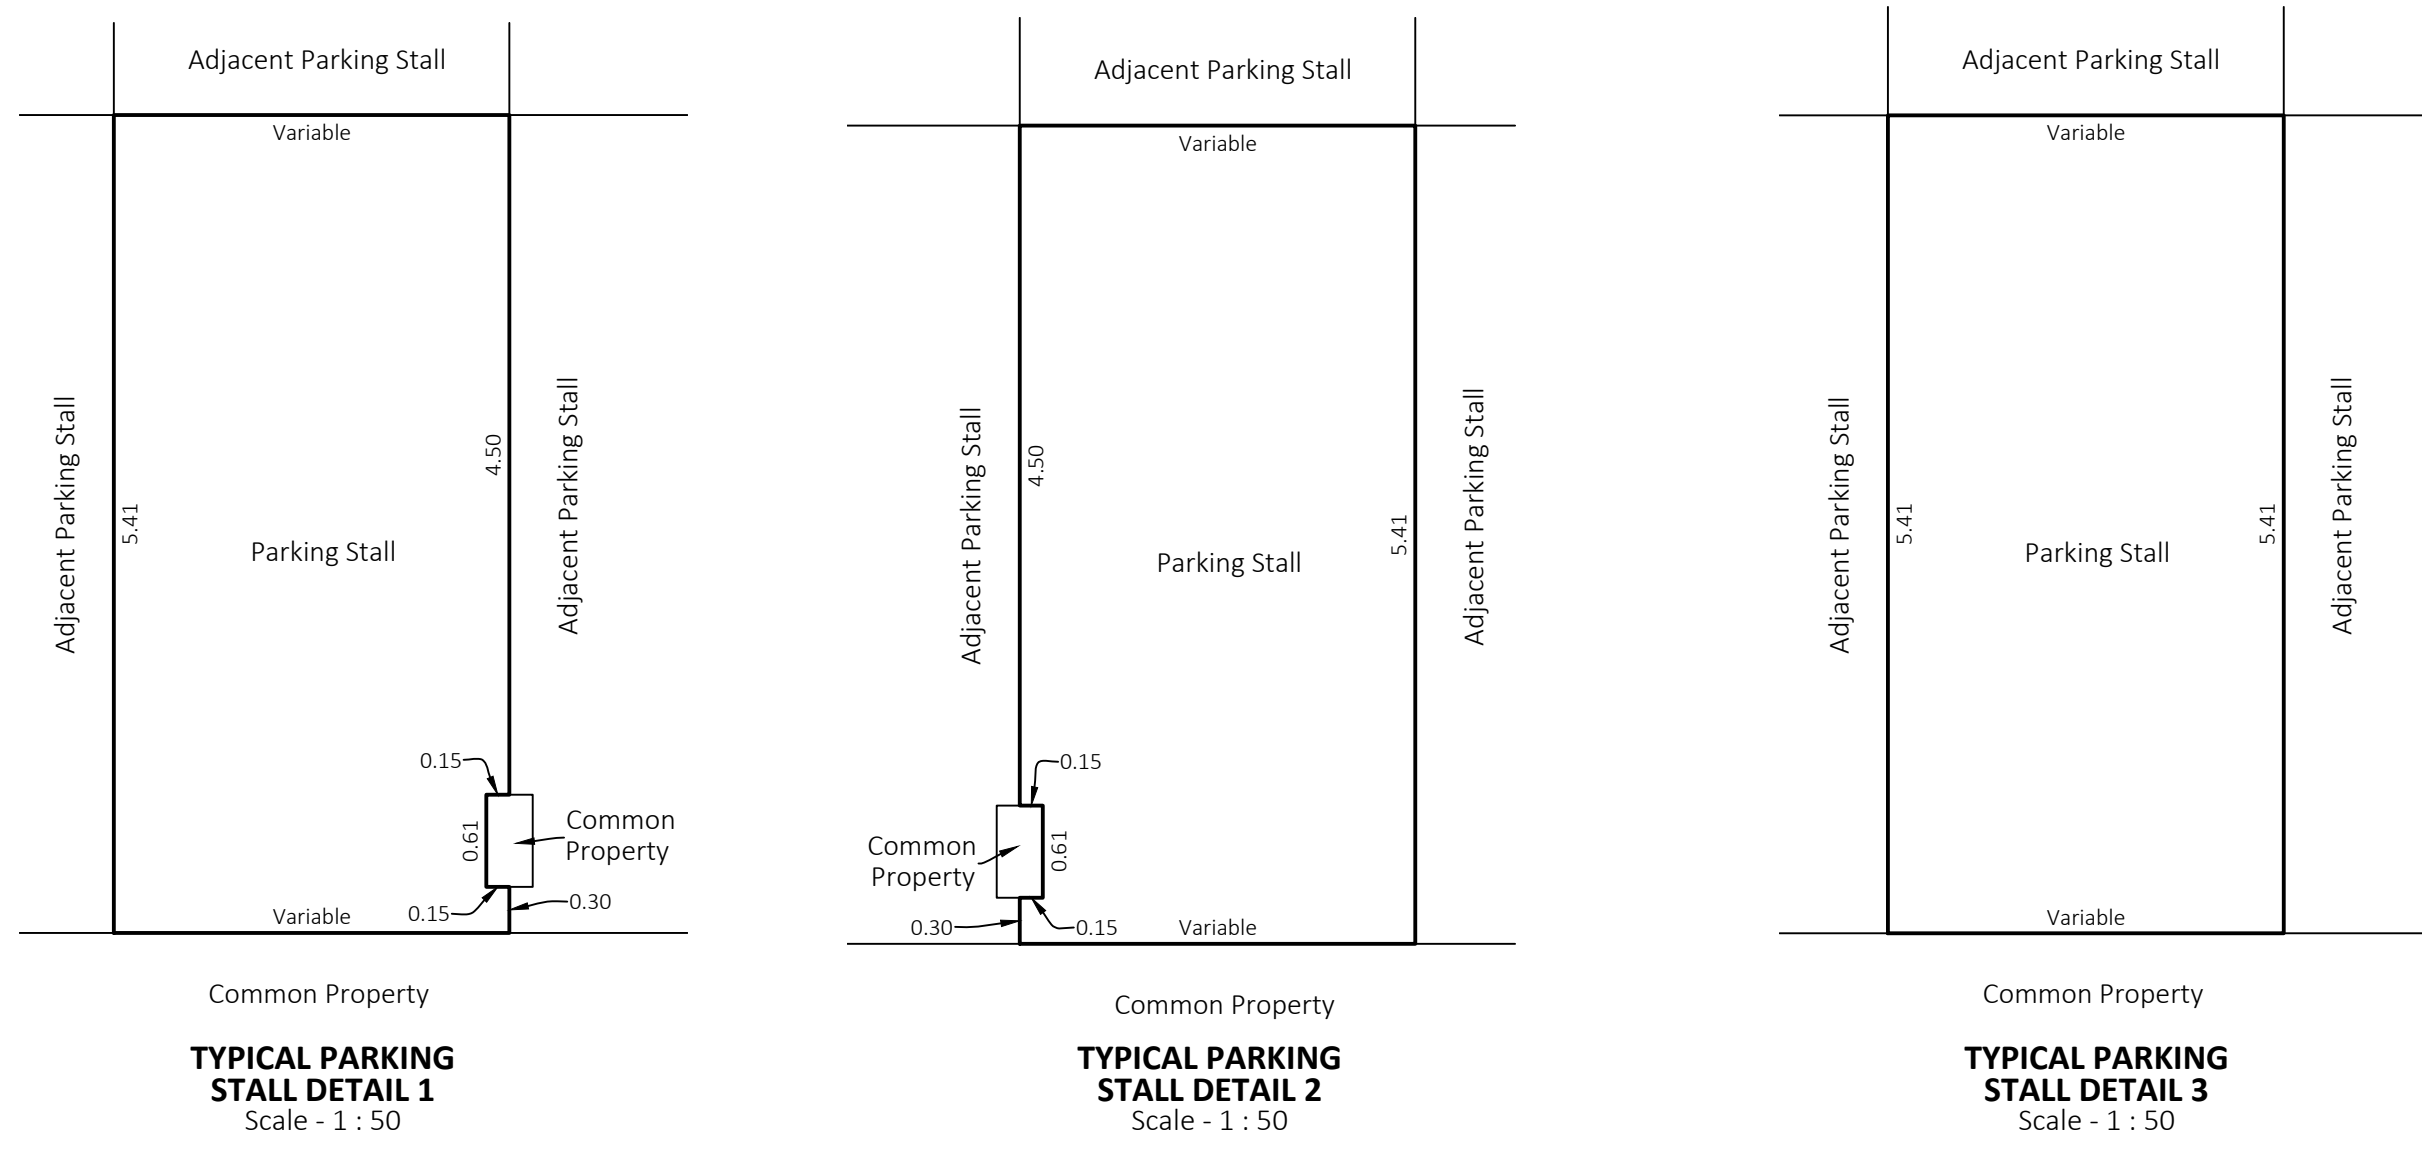 Adjacent Parking Stall
Variable
Adjacent Parking Stall
5.41
Parking Stall
4.50
Adjacent Parking Stall
0.15
0.61
Common
Property
0.15
0.30
Variable
Common Property
TYPICAL PARKING
STALL DETAIL 1
Scale - 1 : 50
Adjacent Parking Stall
Variable
Adjacent Parking Stall
4.50
Parking Stall
5.41
Adjacent Parking Stall
0.15
Common
Property
0.61
0.30
0.15
Variable
Common Property
TYPICAL PARKING
STALL DETAIL 2
Scale - 1 : 50
Adjacent Parking Stall
Variable
Adjacent Parking Stall
5.41
Parking Stall
5.41
Adjacent Parking Stall
Variable
Common Property
TYPICAL PARKING
STALL DETAIL 3
Scale - 1 : 50